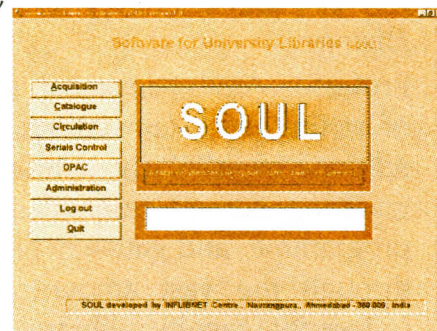 Software for University Libraries (SOUL)
Acquisition
Catalogue
Circulation
Serials Control
OPAC
Administration
Log out
Quit
SOUL
SOUL developed by INFLIBNET Centre, Navrangpura, Ahmedabad - 380 009, India